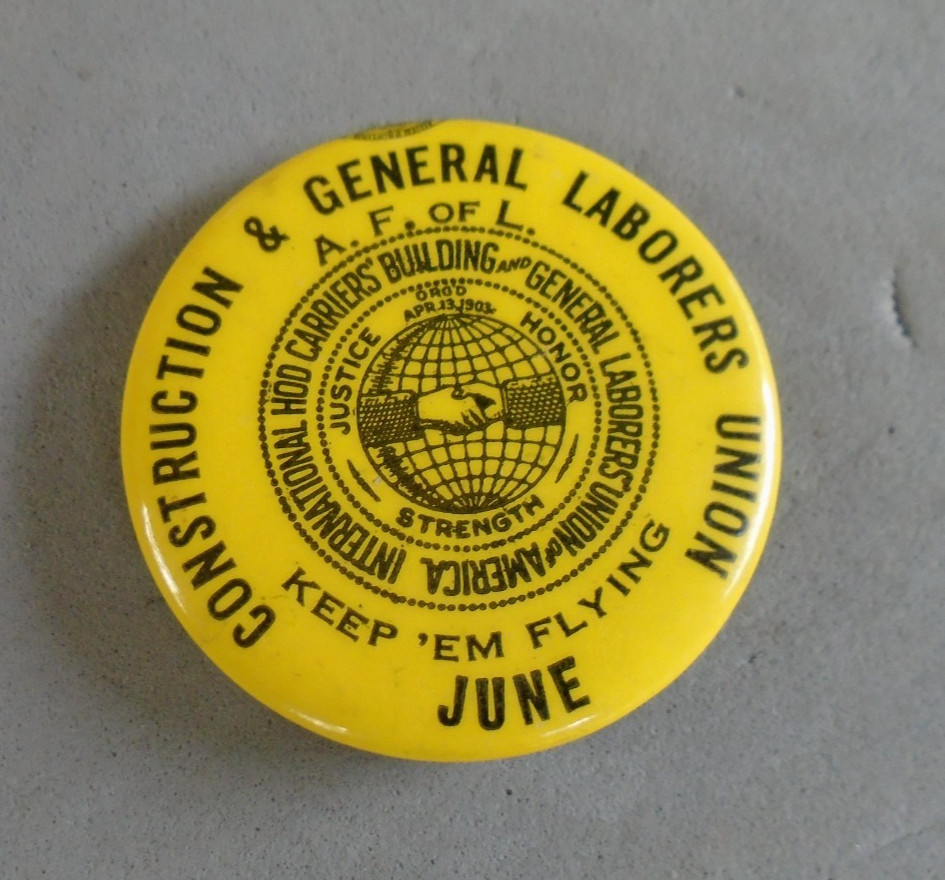 CONSTRUCTION & GENERAL LABORERS UNION
A. F. OF L.
INTERNATIONAL HOD CARRIERS' BUILDING AND GENERAL LABORERS' UNION OF AMERICA
ORG'D
APR. 13, 1903
JUSTICE
HONOR
STRENGTH
KEEP 'EM FLYING
JUNE